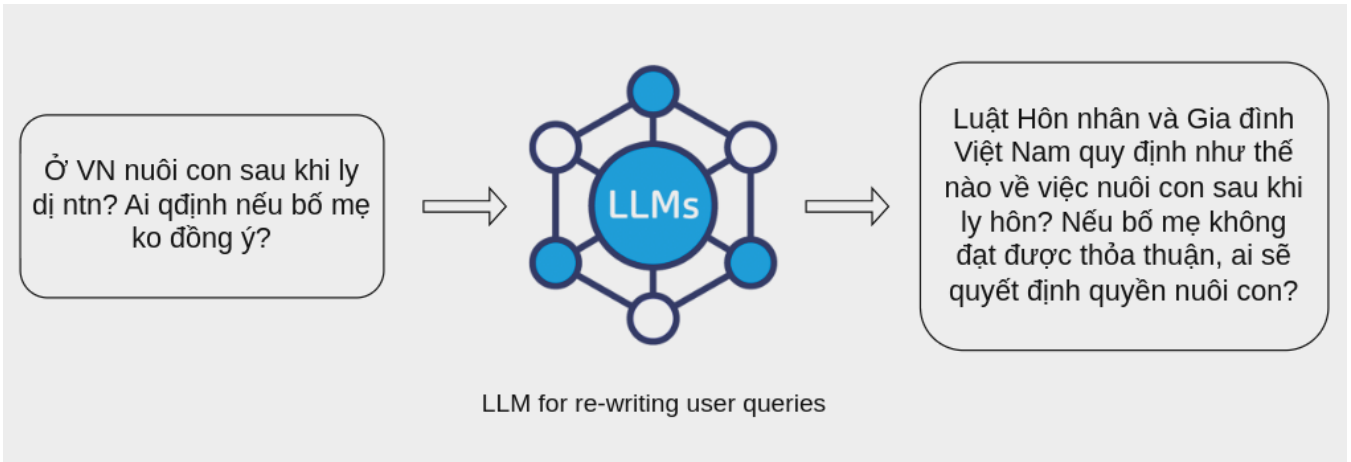 Ở VN nuôi con sau khi ly
dị ntn? Ai qđịnh nếu bố mẹ
ko đồng ý?
LLMs
Luật Hôn nhân và Gia đình
Việt Nam quy định như thế
nào về việc nuôi con sau khi
ly hôn? Nếu bố mẹ không
đạt được thỏa thuận, ai sẽ
quyết định quyền nuôi con?
LLM for re-writing user queries